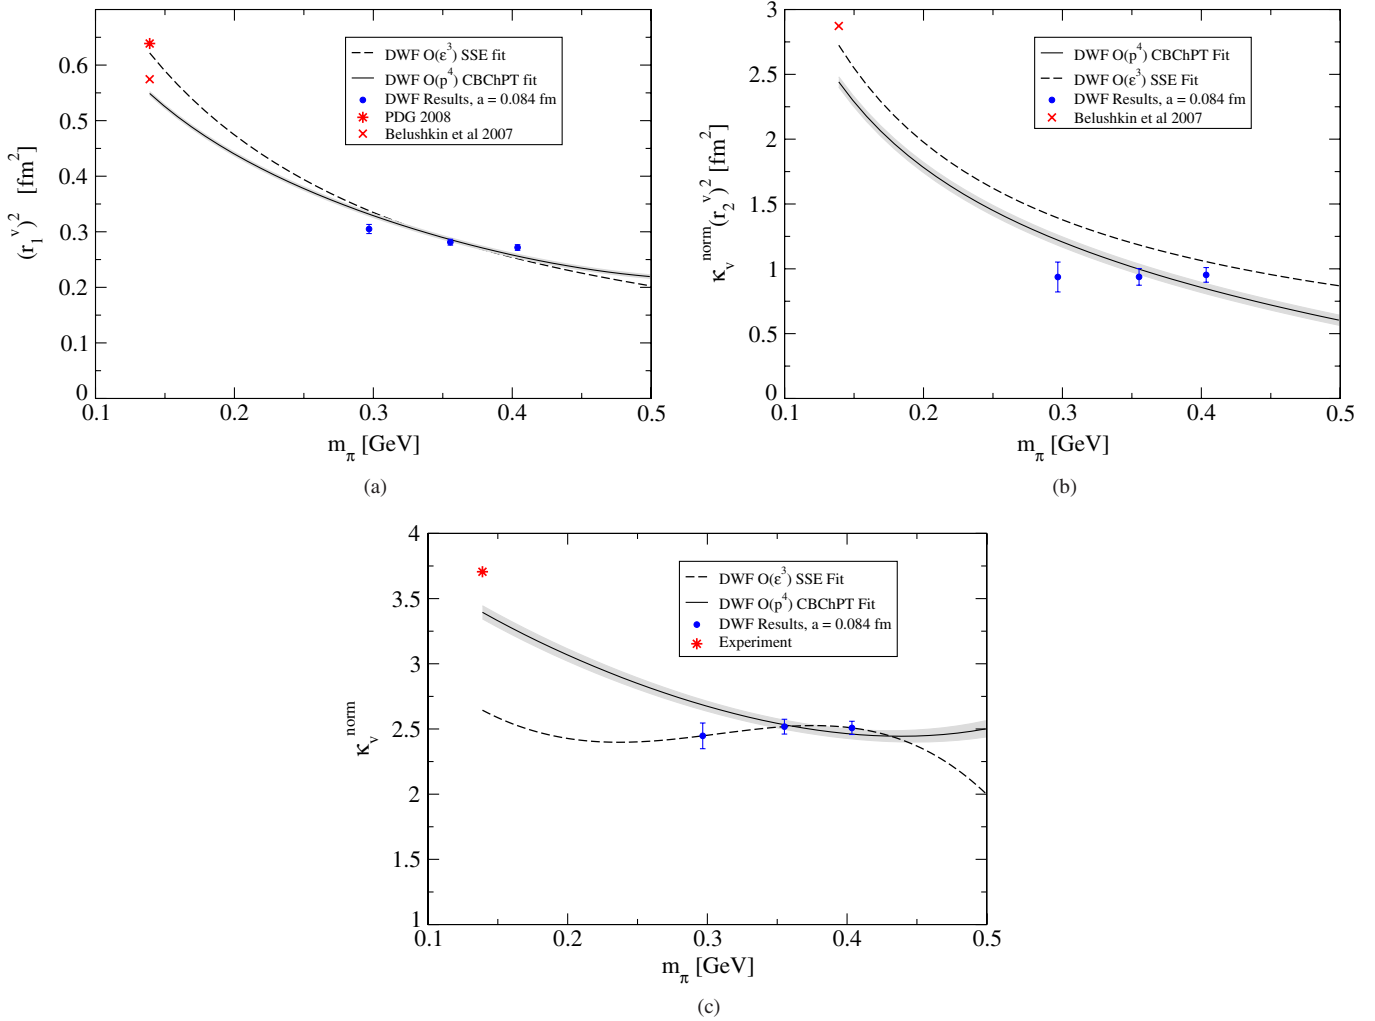 (r₁ᵛ)² [fm²]
0.6
0.5
0.4
0.3
0.2
0.1
0
0.1 0.2 0.3 0.4 0.5
m_π [GeV]
DWF O(ε³) SSE fit
DWF O(p⁴) CBChPT fit
DWF Results, a = 0.084 fm
PDG 2008
Belushkin et al 2007
(a)
κᵥⁿᵒʳᵐ(r₂ᵛ)² [fm²]
3
2.5
2
1.5
1
0.5
0
0.1 0.2 0.3 0.4 0.5
m_π [GeV]
DWF O(p⁴) CBChPT Fit
DWF O(ε³) SSE Fit
DWF Results, a = 0.084 fm
Belushkin et al 2007
(b)
κᵥⁿᵒʳᵐ
4
3.5
3
2.5
2
1.5
1
0.1 0.2 0.3 0.4 0.5
m_π [GeV]
DWF O(ε³) SSE Fit
DWF O(p⁴) CBChPT Fit
DWF Results, a = 0.084 fm
Experiment
(c)